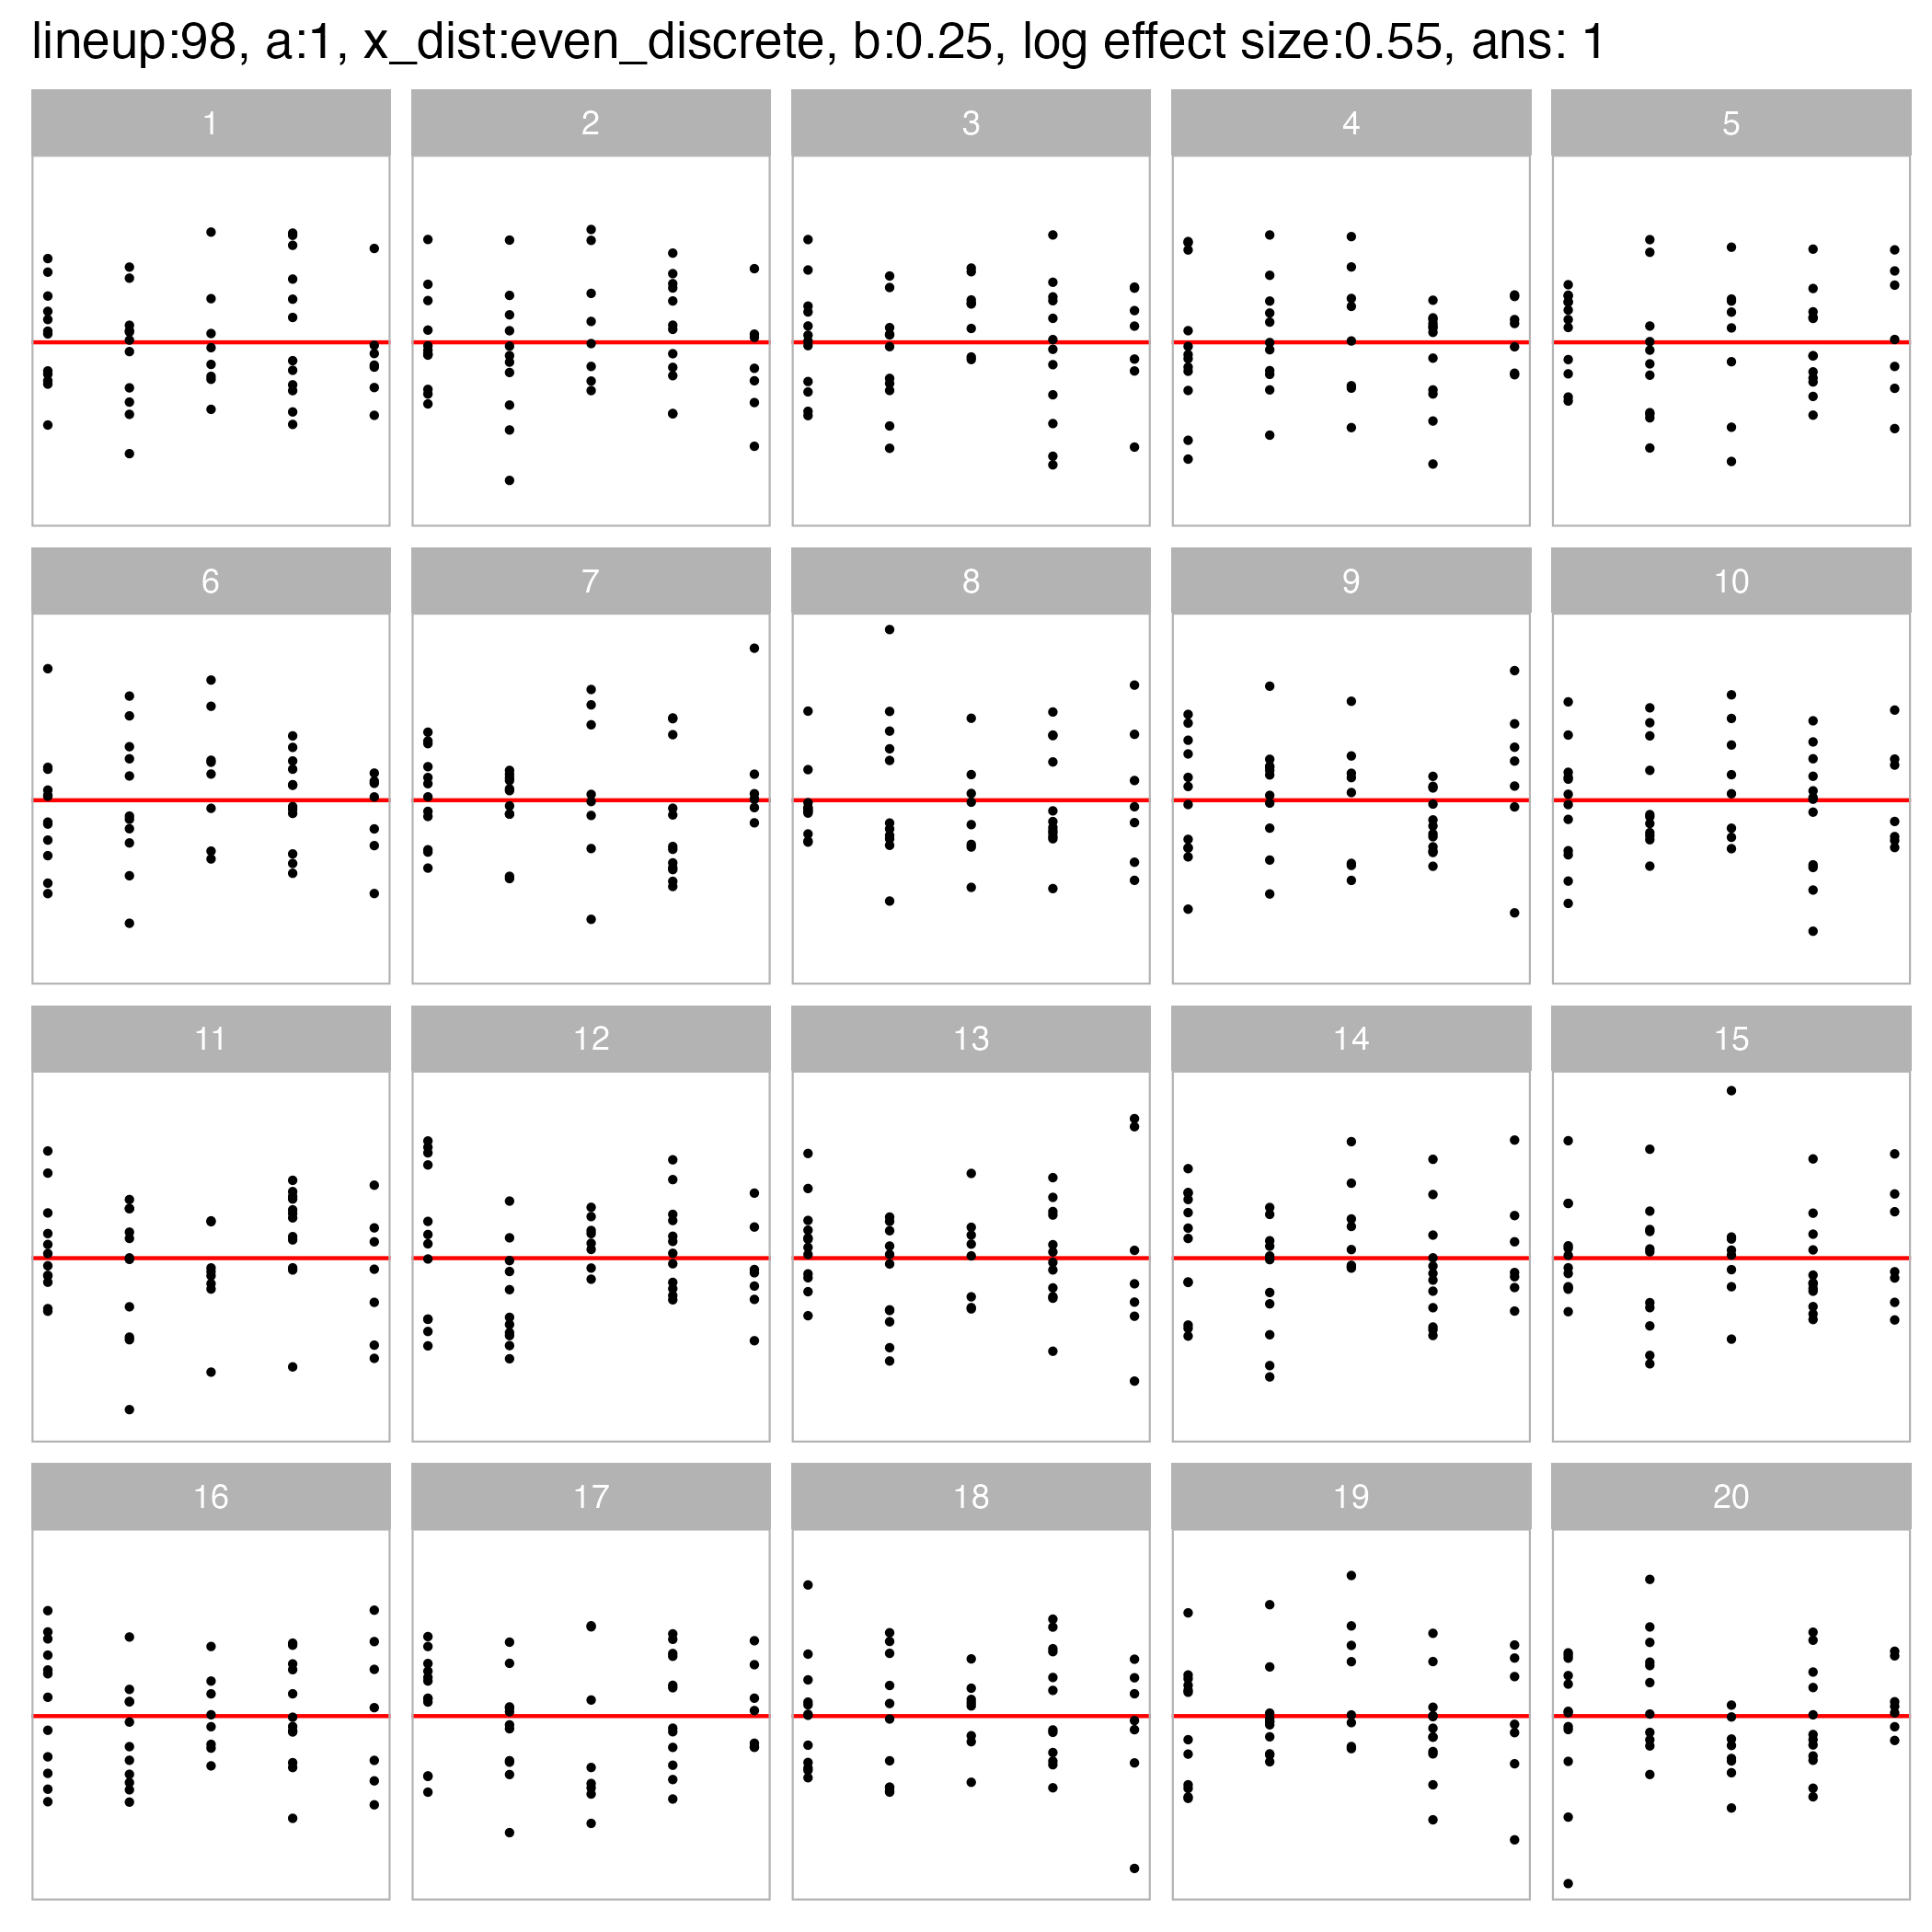 lineup:98, a:1, x_dist:even_discrete, b:0.25, log effect size:0.55, ans: 1
1 2 3 4 5
6 7 8 9 10
11 12 13 14 15
16 17 18 19 20